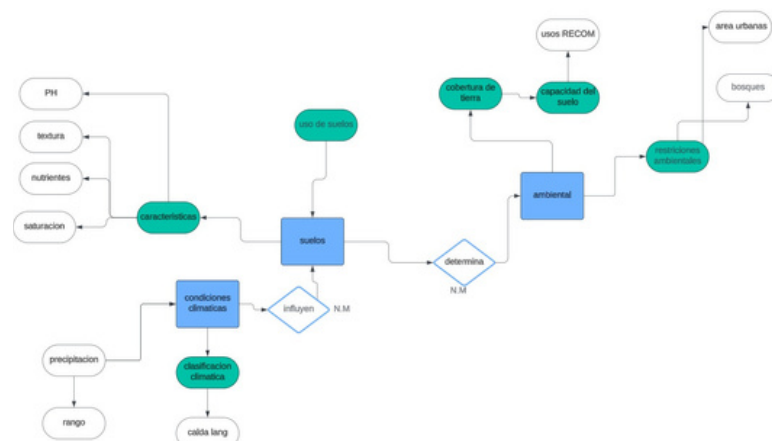 area urbanas
usos RECOM
bosques
PH
cobertura de
tierra
capacidad del
suelo
uso de suelos
textura
restriciones
ambientales
nutrientes
ambiental
caracteristicas
saturacion
suelos
determina
N.M
condiciones
climaticas
influyen
N.M
precipitacion
clasificacion
climatica
rango
calda lang